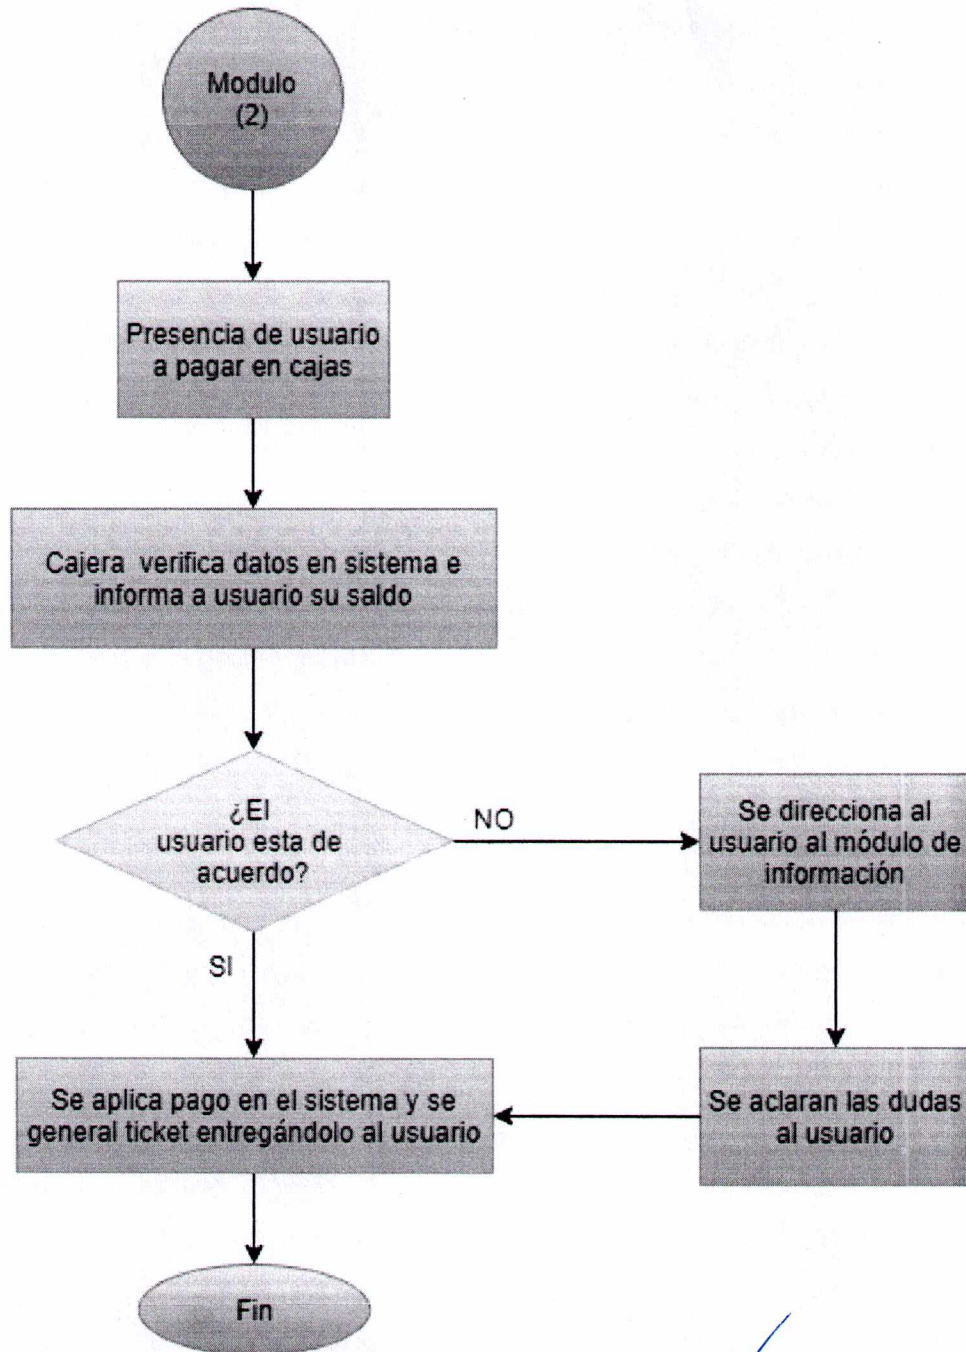 Modulo
(2)
Presencia de usuario
a pagar en cajas
Cajera verifica datos en sistema e
informa a usuario su saldo
¿El
usuario esta de
acuerdo?
NO
Se direcciona al
usuario al módulo de
información
SI
Se aplica pago en el sistema y se
general ticket entregándolo al usuario
Se aclaran las dudas
al usuario
Fin